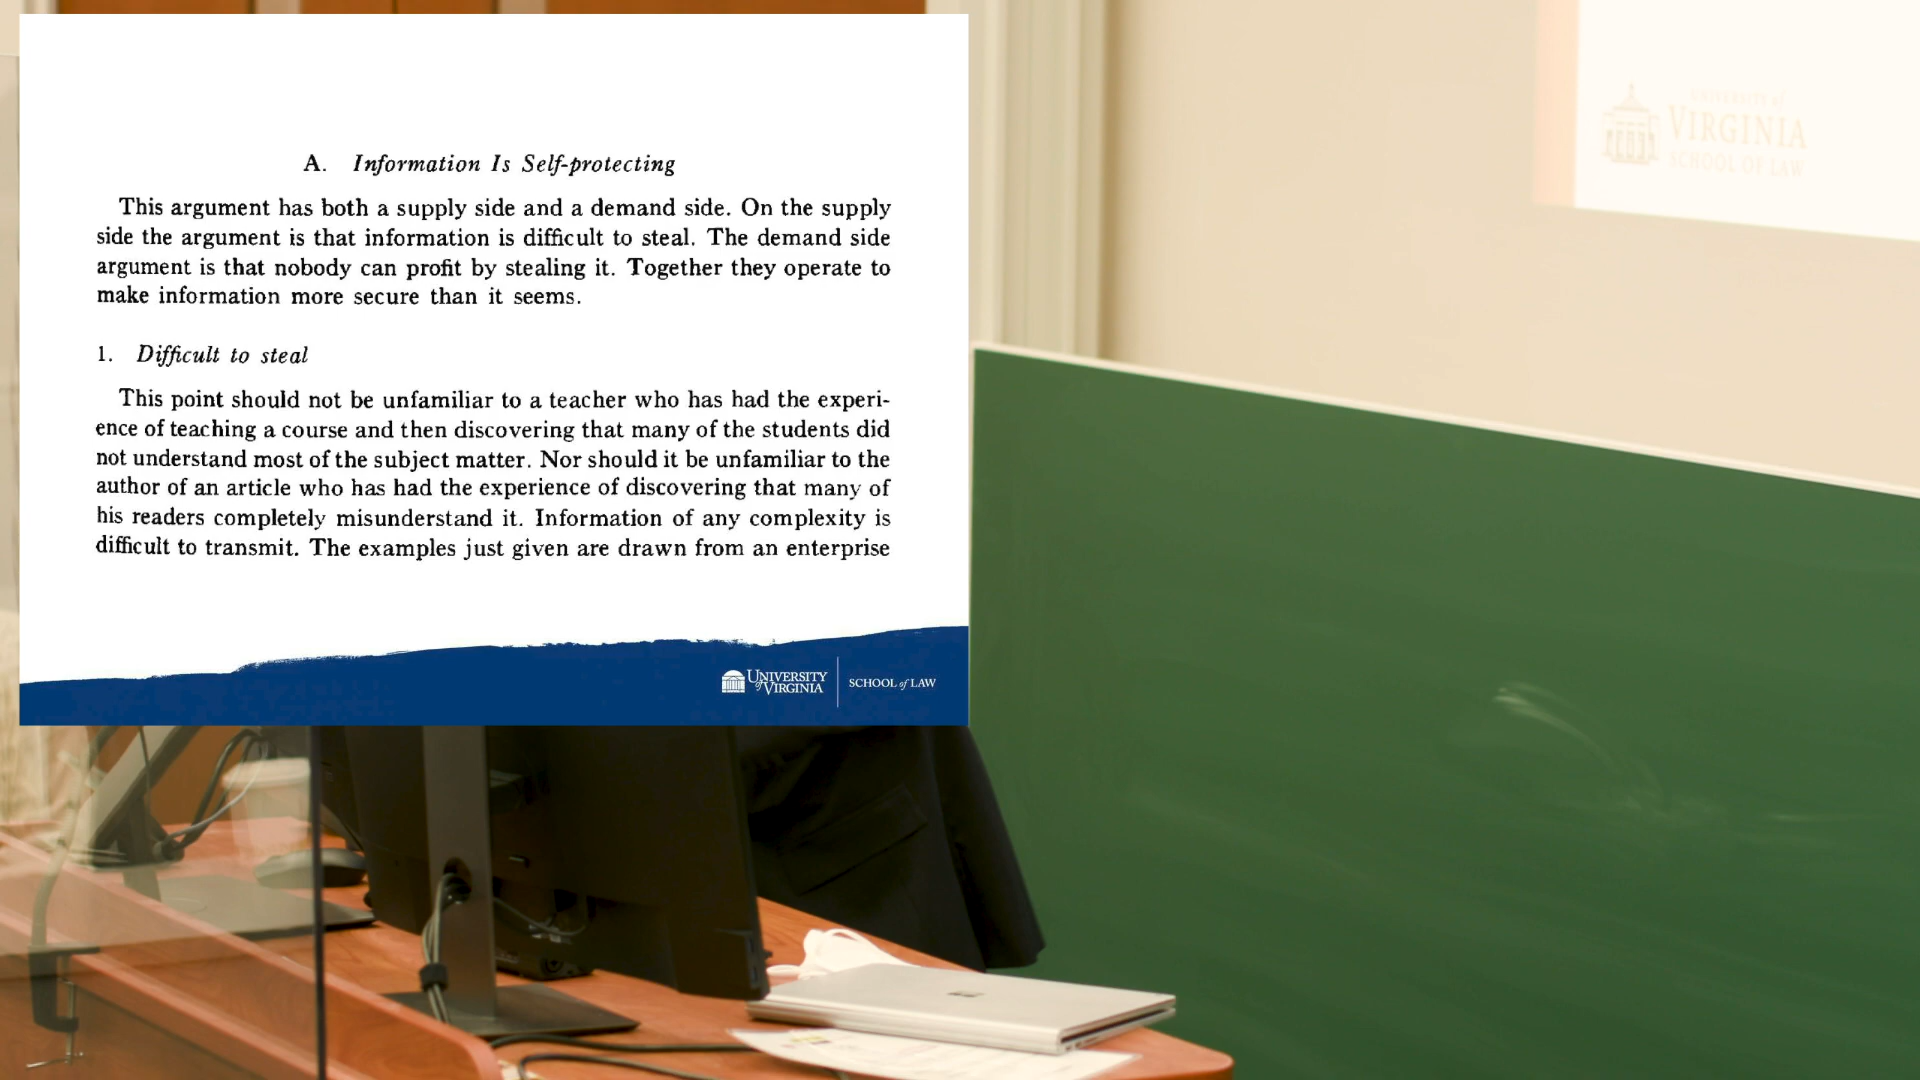 A. Information Is Self-protecting
This argument has both a supply side and a demand side. On the supply
side the argument is that information is difficult to steal. The demand side
argument is that nobody can profit by stealing it. Together they operate to
make information more secure than it seems.
1. Difficult to steal
This point should not be unfamiliar to a teacher who has had the experi-
ence of teaching a course and then discovering that many of the students did
not understand most of the subject matter. Nor should it be unfamiliar to the
author of an article who has had the experience of discovering that many of
his readers completely misunderstand it. Information of any complexity is
difficult to transmit. The examples just given are drawn from an enterprise
UNIVERSITY of VIRGINIA
SCHOOL of LAW
UNIVERSITY of
VIRGINIA
SCHOOL OF LAW